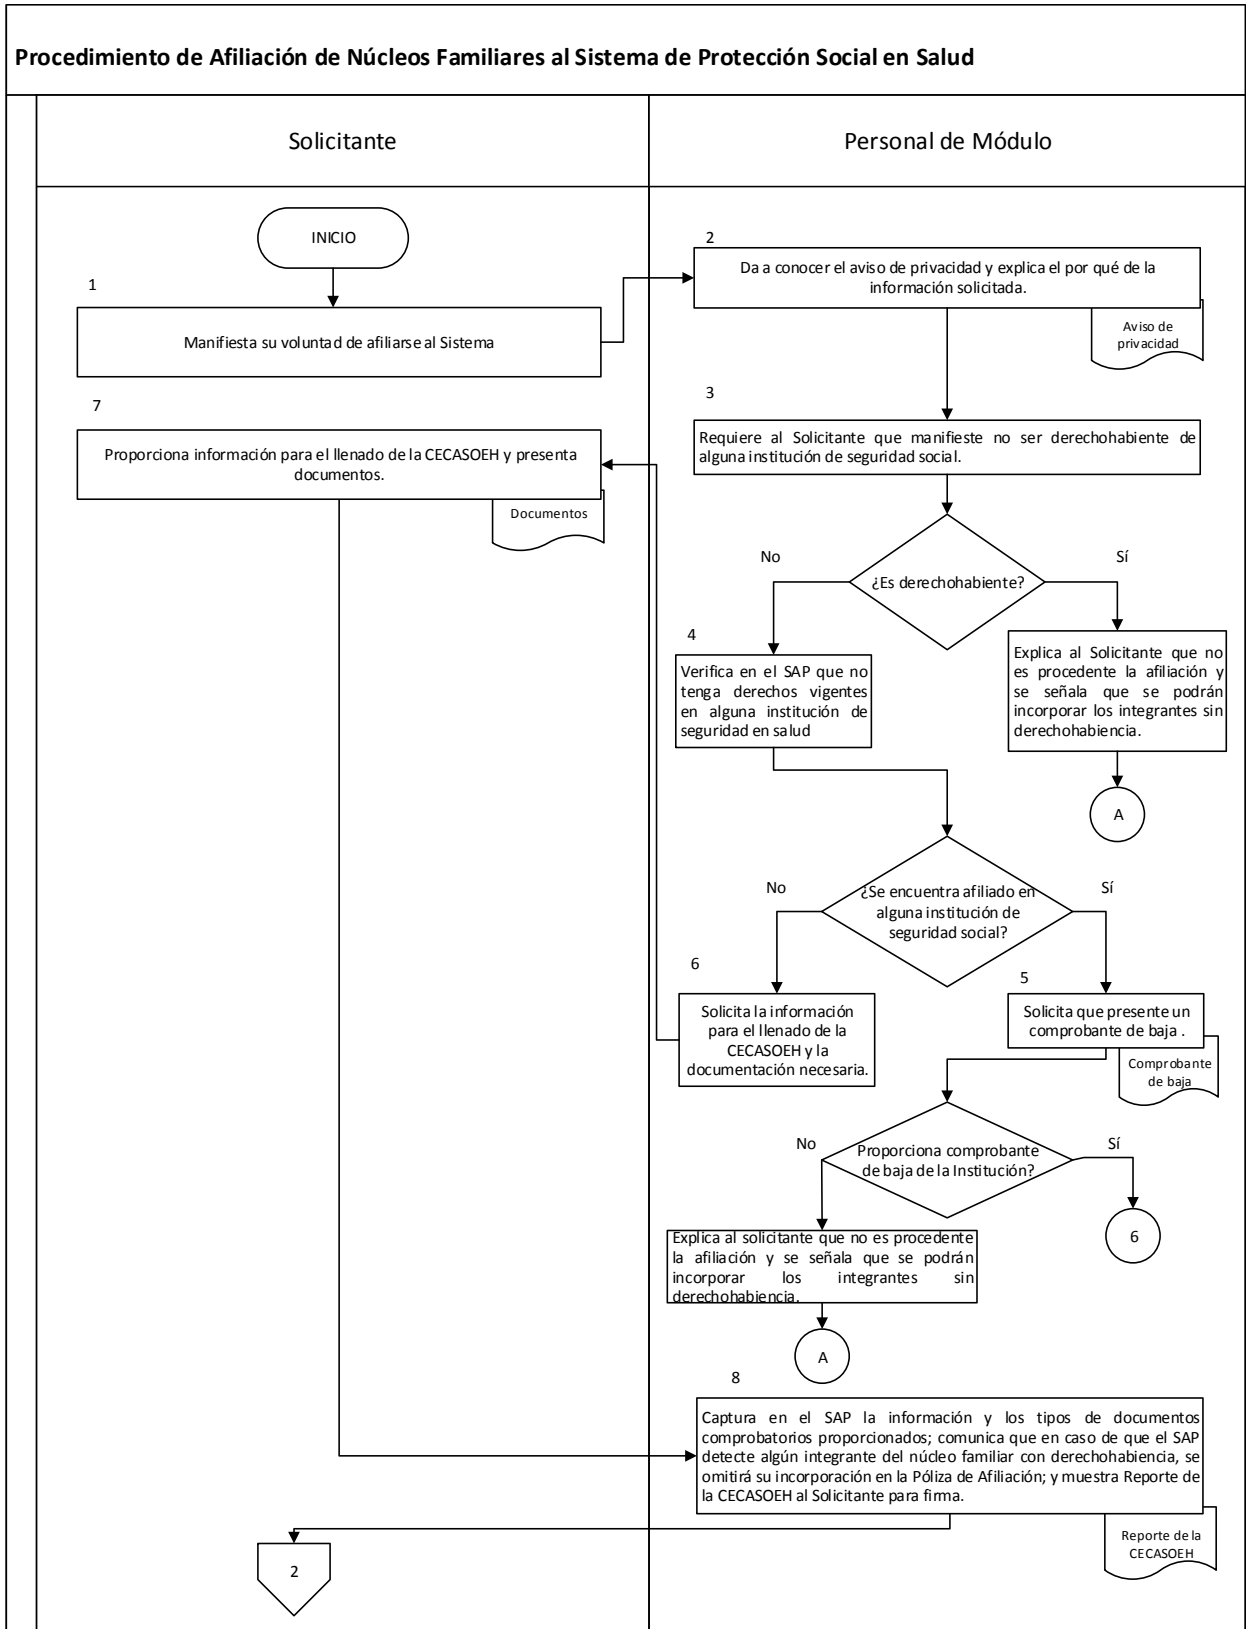 Procedimiento de Afiliación de Núcleos Familiares al Sistema de Protección Social en Salud
Solicitante
Personal de Módulo
INICIO
1
Manifiesta su voluntad de afiliarse al Sistema
2
Da a conocer el aviso de privacidad y explica el por qué de la
información solicitada.
Aviso de
privacidad
3
Requiere al Solicitante que manifieste no ser derechohabiente de
alguna institución de seguridad social.
7
Proporciona información para el llenado de la CECASOEH y presenta
documentos.
Documentos
¿Es derechohabiente?
No
Sí
4
Verifica en el SAP que no
tenga derechos vigentes
en alguna institución de
seguridad en salud
Explica al Solicitante que no
es procedente la afiliación y
se señala que se podrán
incorporar los integrantes sin
derechohabiencia.
A
¿Se encuentra afiliado en
alguna institución de
seguridad social?
No
Sí
6
Solicita la información
para el llenado de la
CECASOEH y la
documentación necesaria.
5
Solicita que presente un
comprobante de baja .
Comprobante
de baja
Proporciona comprobante
de baja de la Institución?
No
Sí
6
Explica al solicitante que no es procedente
la afiliación y se señala que se podrán
incorporar los integrantes sin
derechohabiencia.
A
8
Captura en el SAP la información y los tipos de documentos
comprobatorios proporcionados; comunica que en caso de que el SAP
detecte algún integrante del núcleo familiar con derechohabiencia, se
omitirá su incorporación en la Póliza de Afiliación; y muestra Reporte de
la CECASOEH al Solicitante para firma.
Reporte de la
CECASOEH
2